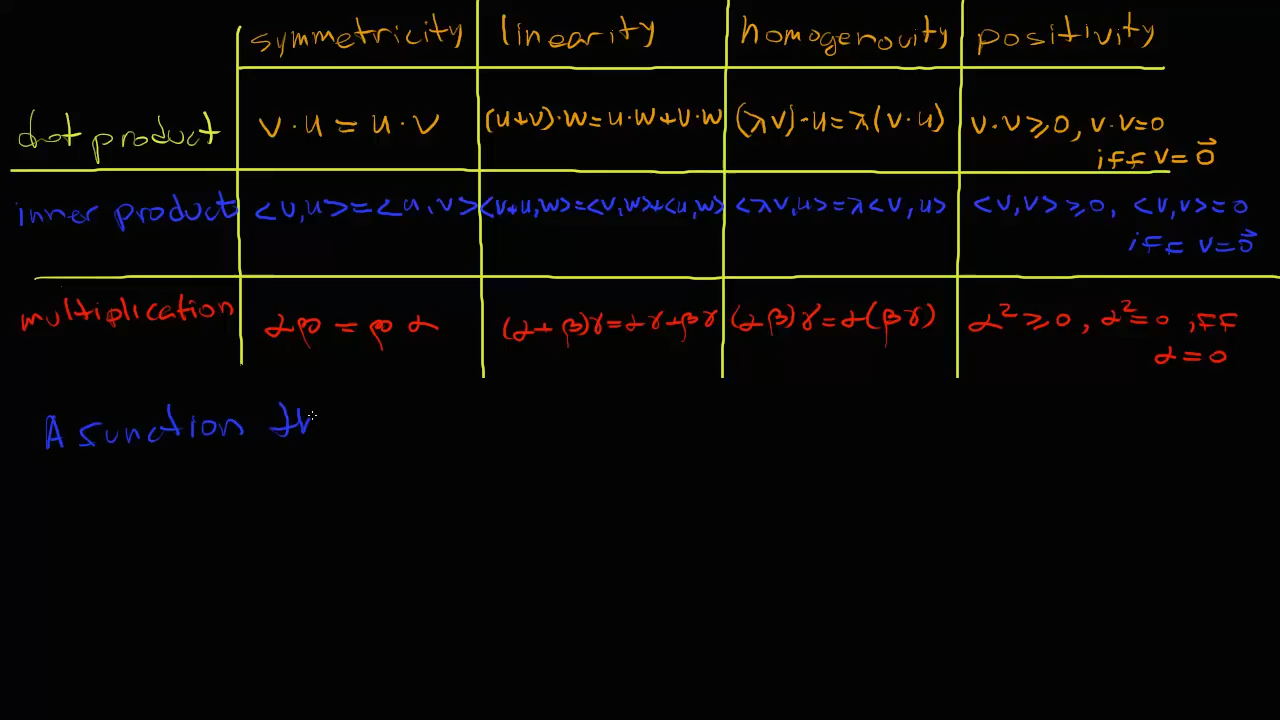 symmetricity linearity homogenouity positivity
dot product v · u = u · v (u+v)·w=u·w+v·w (λv)·u=λ(v·u) v·v⩾0, v·v=0
iff v=0⃗
inner product <v,u>=<u,v> <v+u,w>=<v,w>+<u,w> <λv,u>=λ<v,u> <v,v>⩾0, <v,v>=0
iff v=0⃗
multiplication αβ = βα (α+β)γ=αγ+βγ (αβ)γ=α(βγ) α²⩾0, α²=0 iff
α=0
A function th